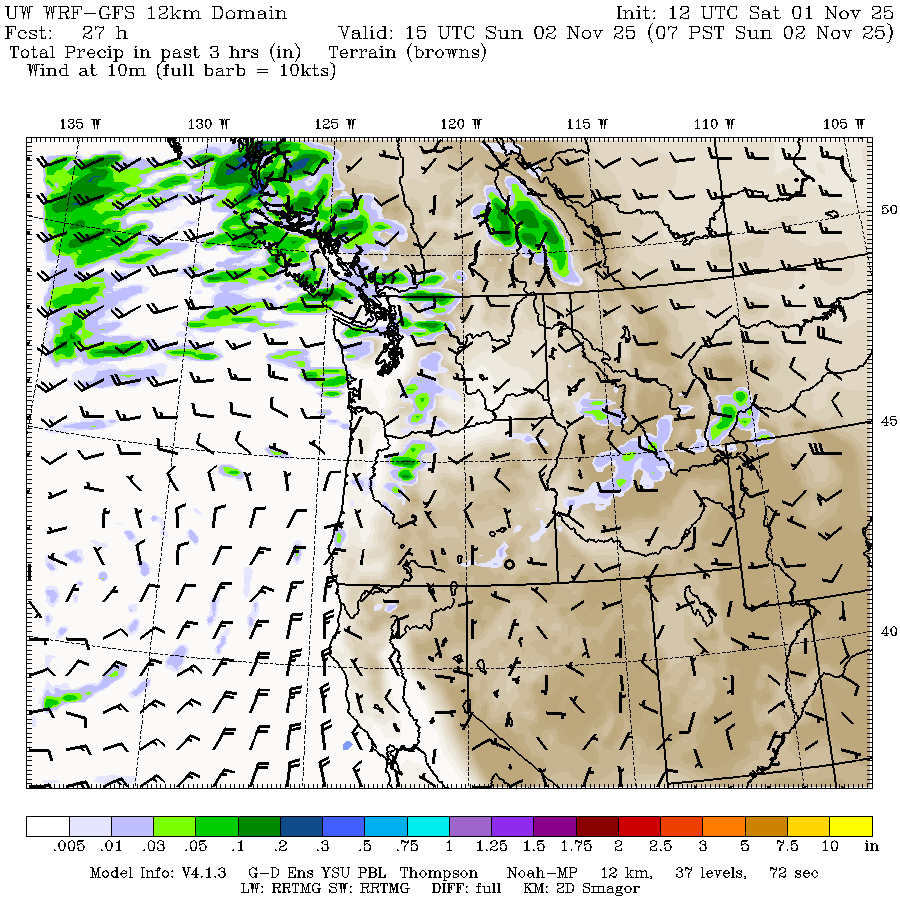 UW WRF-GFS 12km Domain Init: 12 UTC Sat 01 Nov 25
Fcst: 27 h Valid: 15 UTC Sun 02 Nov 25 (07 PST Sun 02 Nov 25)
Total Precip in past 3 hrs (in) Terrain (browns)
Wind at 10m (full barb = 10kts)
135 W 130 W 125 W 120 W 115 W 110 W 105 W
50
45
40
.005 .01 .03 .05 .1 .2 .3 .5 .75 1 1.25 1.5 1.75 2 2.5 3 5 7.5 10 in
Model Info: V4.1.3 G-D Ens YSU PBL Thompson Noah-MP 12 km, 37 levels, 72 sec
LW: RRTMG SW: RRTMG DIFF: full KM: 2D Smagor